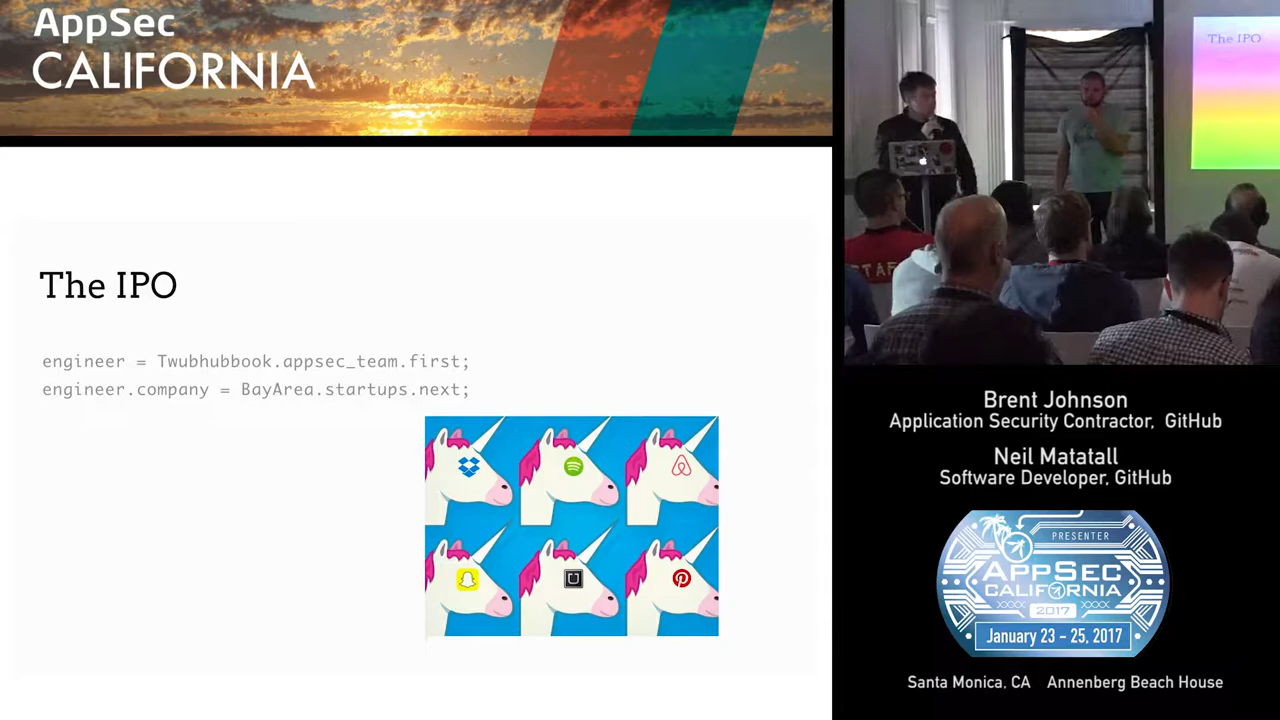 AppSec
CALIFORNIA
The IPO
engineer = Twubhubbook.appsec_team.first;
engineer.company = BayArea.startups.next;
The IPO
STAFF
Brent Johnson
Application Security Contractor, GitHub
Neil Matatall
Software Developer, GitHub
PRESENTER
APPSEC
CALIFORNIA
2017
January 23 - 25, 2017
Santa Monica, CA Annenberg Beach House